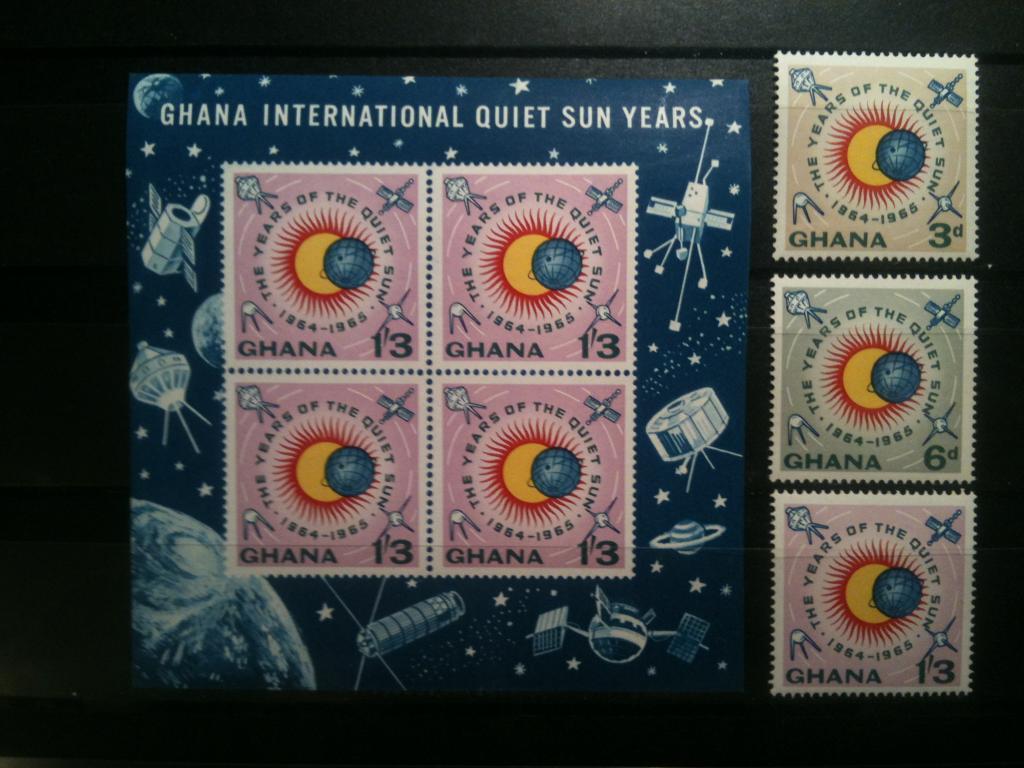 GHANA INTERNATIONAL QUIET SUN YEARS
THE YEARS OF THE QUIET SUN
· 1964-1965 ·
GHANA 1'3
THE YEARS OF THE QUIET SUN
· 1964-1965 ·
GHANA 1'3
THE YEARS OF THE QUIET SUN
· 1964-1965 ·
GHANA 1'3
THE YEARS OF THE QUIET SUN
· 1964-1965 ·
GHANA 1'3
THE YEARS OF THE QUIET SUN
· 1964-1965 ·
GHANA 3d
THE YEARS OF THE QUIET SUN
· 1964-1965 ·
GHANA 6d
THE YEARS OF THE QUIET SUN
· 1964-1965 ·
GHANA 1'3